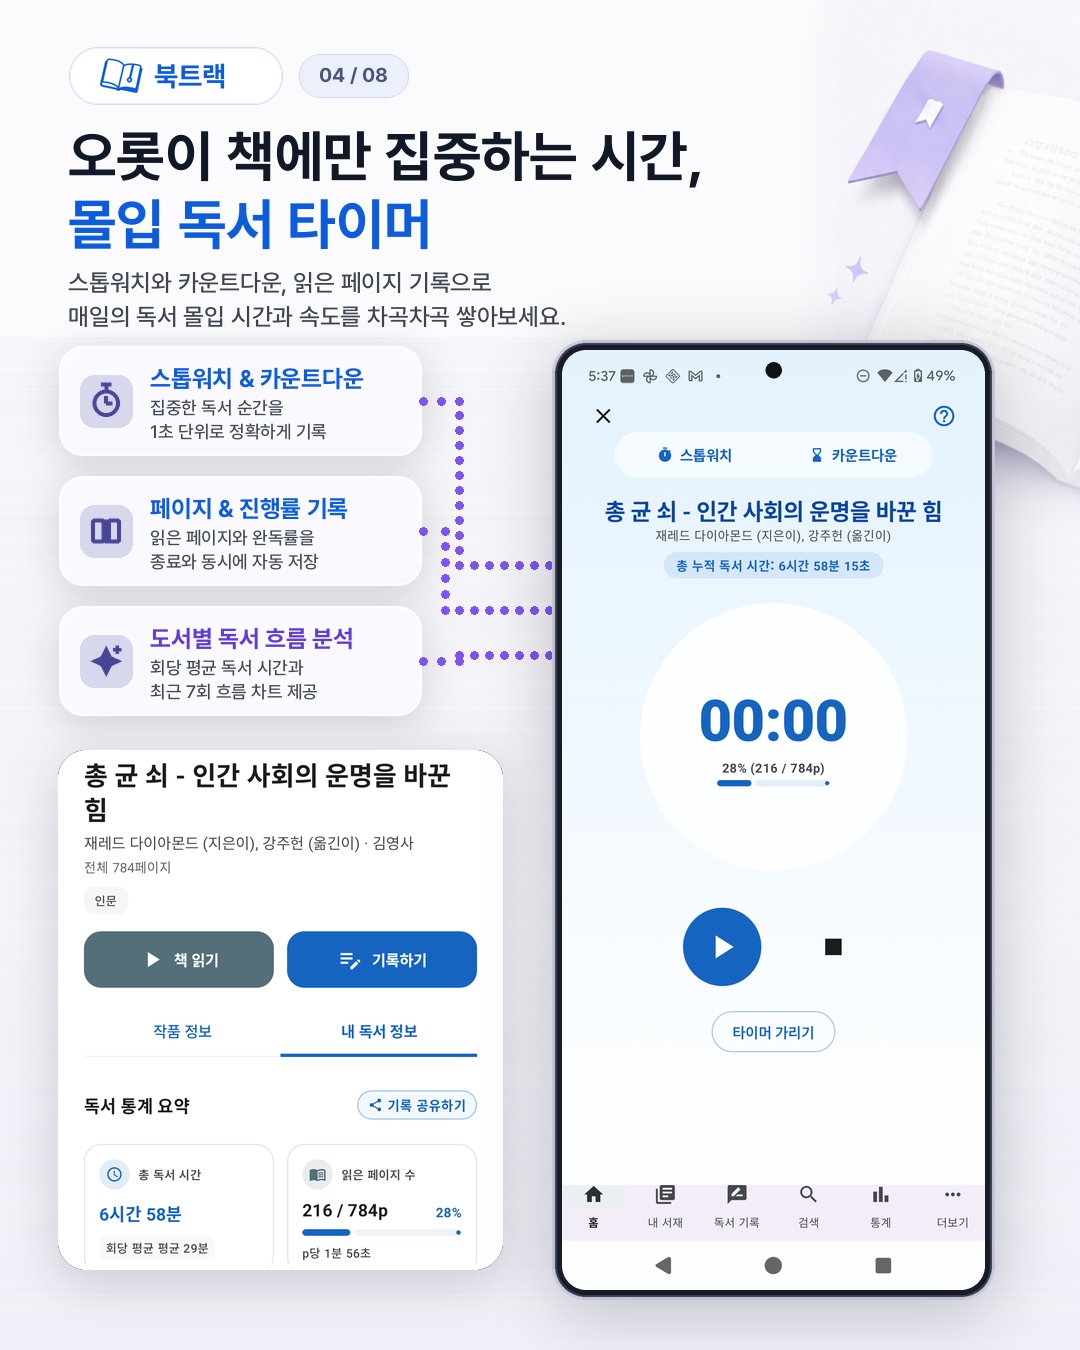 북트랙
04 / 08
오롯이 책에만 집중하는 시간,
몰입 독서 타이머
스톱워치와 카운트다운, 읽은 페이지 기록으로
매일의 독서 몰입 시간과 속도를 차곡차곡 쌓아보세요.
스톱워치 & 카운트다운
집중한 독서 순간을
1초 단위로 정확하게 기록
페이지 & 진행률 기록
읽은 페이지와 완독률을
종료와 동시에 자동 저장
도서별 독서 흐름 분석
회당 평균 독서 시간과
최근 7회 흐름 차트 제공
총 균 쇠 - 인간 사회의 운명을 바꾼
힘
재레드 다이아몬드 (지은이), 강주헌 (옮긴이) · 김영사
전체 784페이지
인문
책 읽기
기록하기
작품 정보
내 독서 정보
독서 통계 요약
기록 공유하기
총 독서 시간
6시간 58분
회당 평균 평균 29분
읽은 페이지 수
216 / 784p
28%
p당 1분 56초
5:37
49%
스톱워치
카운트다운
총 균 쇠 - 인간 사회의 운명을 바꾼 힘
재레드 다이아몬드 (지은이), 강주헌 (옮긴이)
총 누적 독서 시간: 6시간 58분 15초
00:00
28% (216 / 784p)
타이머 가리기
홈
내 서재
독서 기록
검색
통계
더보기